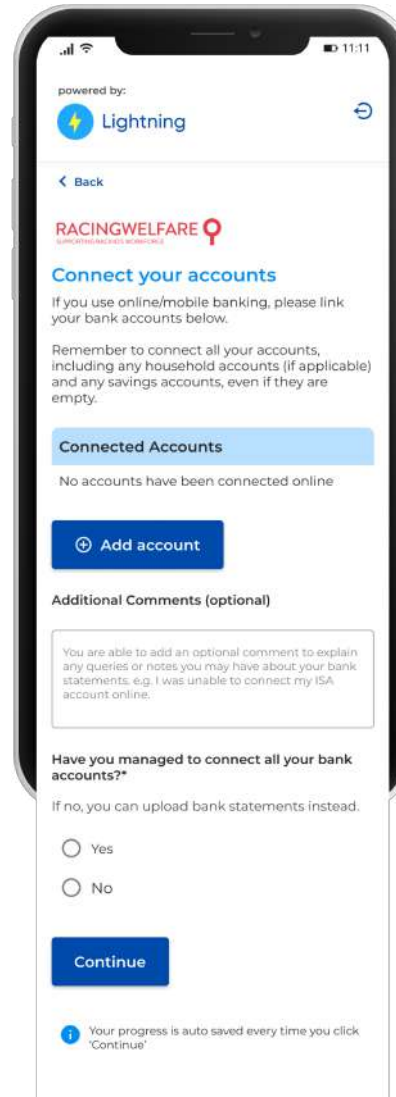 11:11
powered by:
Lightning
Back
RACINGWELFARE
SUPPORTING RACING'S WORKFORCE
Connect your accounts
If you use online/mobile banking, please link
your bank accounts below.
Remember to connect all your accounts,
including any household accounts (if applicable)
and any savings accounts, even if they are
empty.
Connected Accounts
No accounts have been connected online
Add account
Additional Comments (optional)
You are able to add an optional comment to explain
any queries or notes you may have about your bank
statements, e.g. I was unable to connect my ISA
account online.
Have you managed to connect all your bank
accounts?*
If no, you can upload bank statements instead.
Yes
No
Continue
Your progress is auto saved every time you click
'Continue'